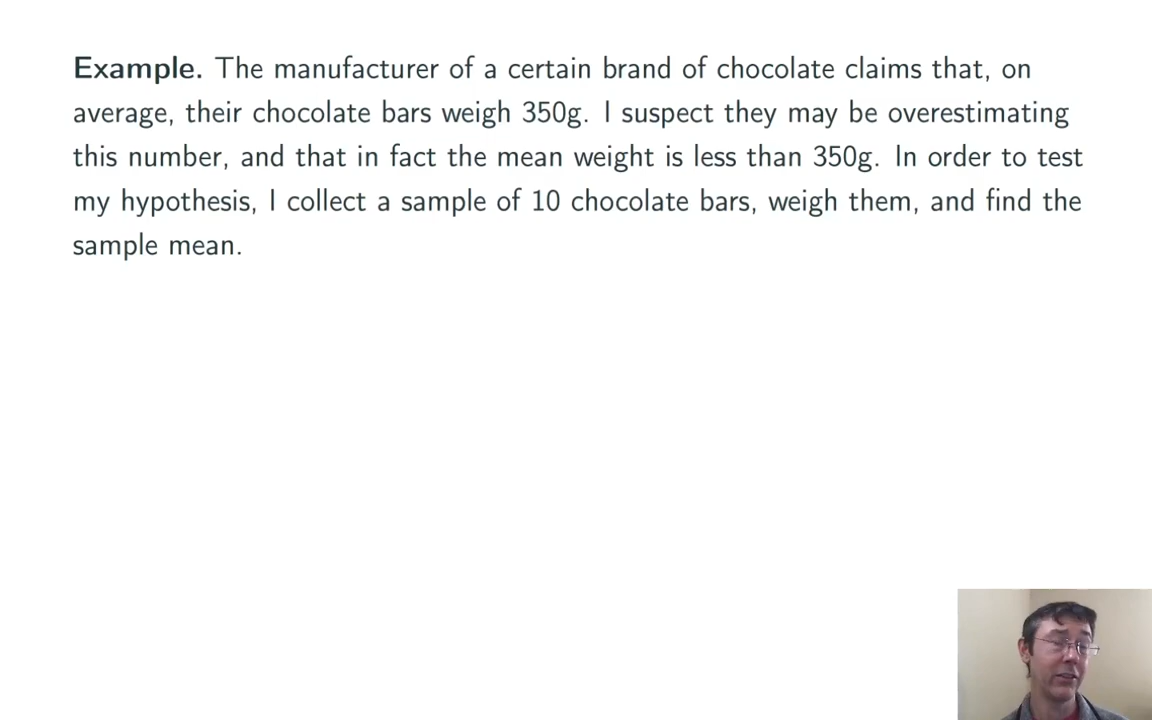 Example. The manufacturer of a certain brand of chocolate claims that, on
average, their chocolate bars weigh 350g. I suspect they may be overestimating
this number, and that in fact the mean weight is less than 350g. In order to test
my hypothesis, I collect a sample of 10 chocolate bars, weigh them, and find the
sample mean.